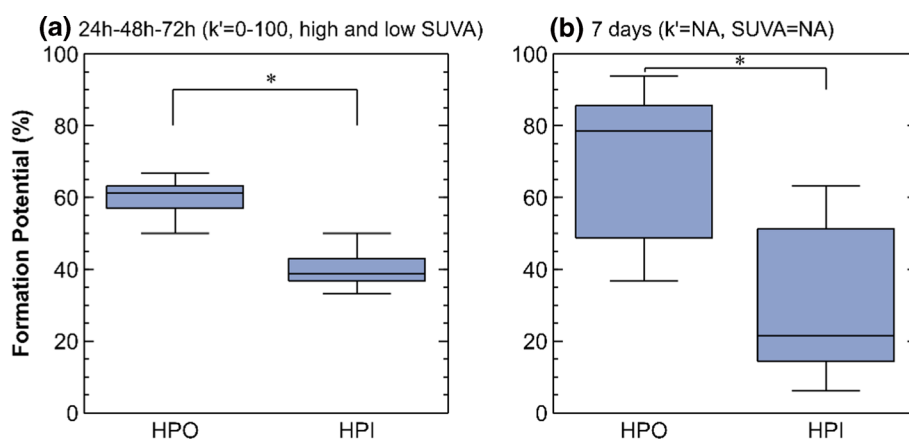 (a) 24h-48h-72h (k'=0-100, high and low SUVA)
(b) 7 days (k'=NA, SUVA=NA)
Formation Potential (%)
100
80
60
40
20
0
*
HPO
HPI
100
80
60
40
20
0
*
HPO
HPI